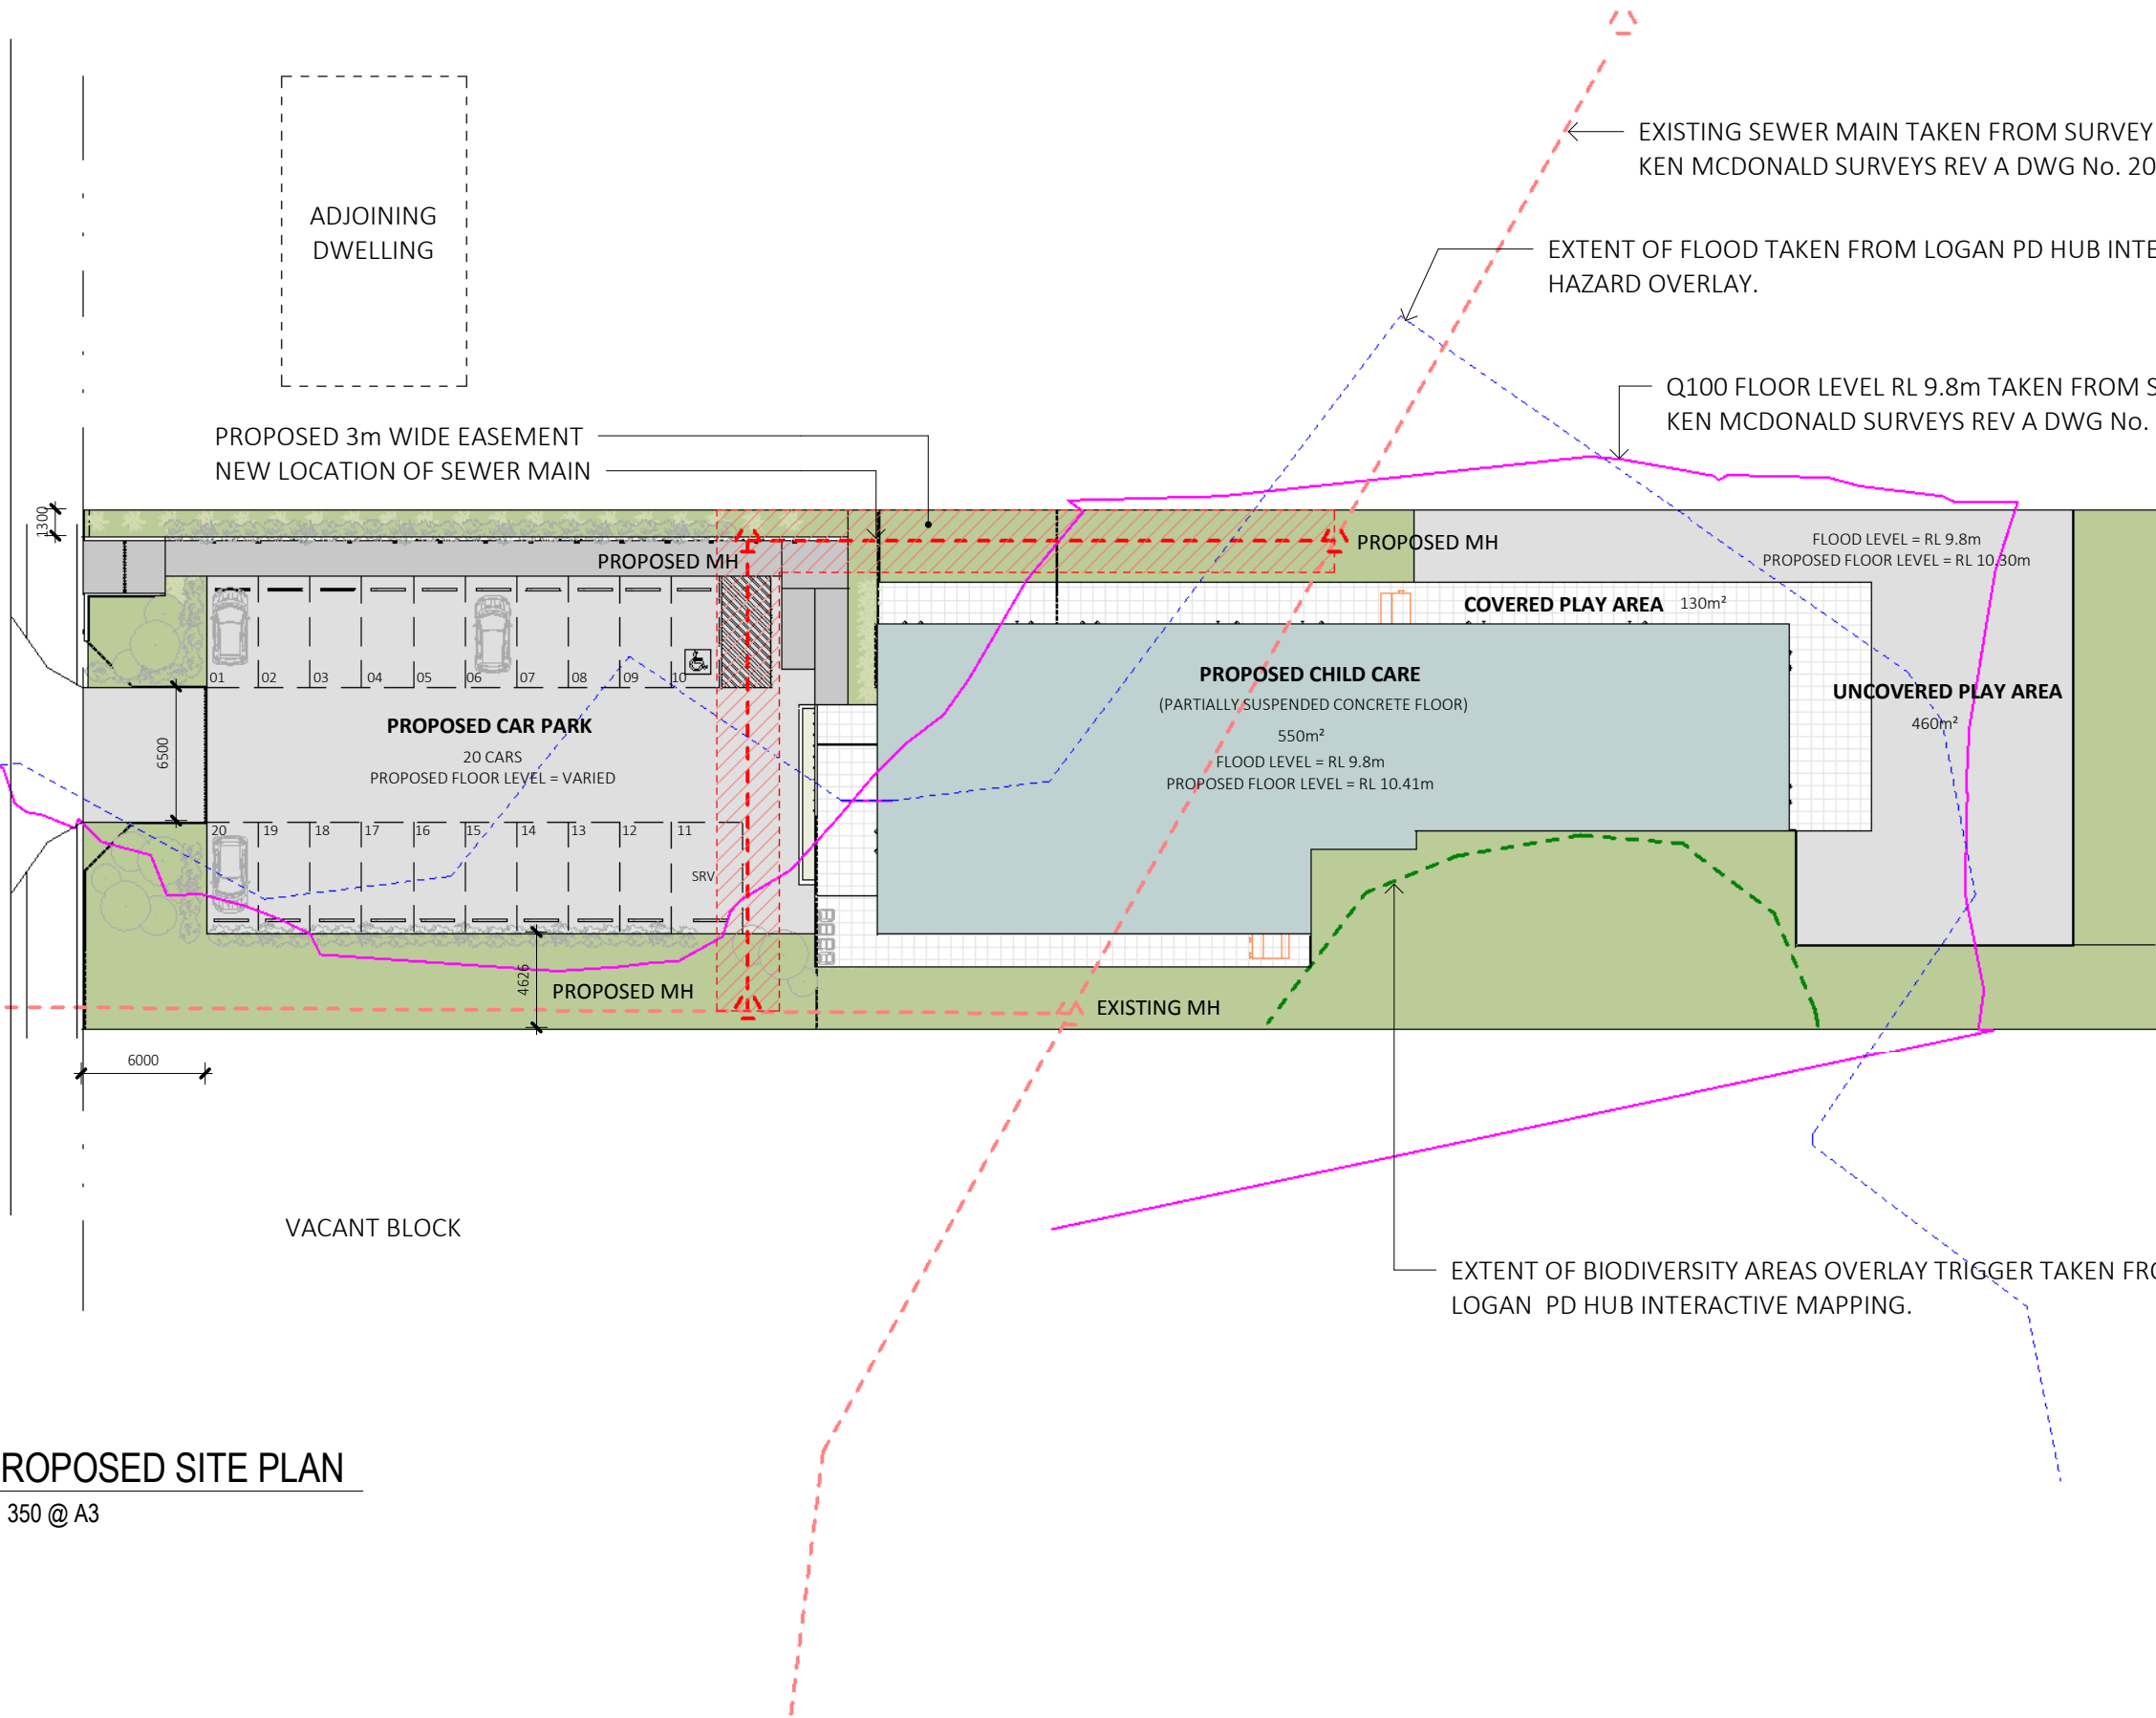 EXISTING SEWER MAIN TAKEN FROM SURVEY
KEN MCDONALD SURVEYS REV A DWG No. 20
ADJOINING
DWELLING
EXTENT OF FLOOD TAKEN FROM LOGAN PD HUB INTE
HAZARD OVERLAY.
Q100 FLOOR LEVEL RL 9.8m TAKEN FROM S
KEN MCDONALD SURVEYS REV A DWG No.
PROPOSED 3m WIDE EASEMENT
NEW LOCATION OF SEWER MAIN
1300
PROPOSED MH
PROPOSED MH
FLOOD LEVEL = RL 9.8m
PROPOSED FLOOR LEVEL = RL 10.30m
COVERED PLAY AREA 130m²
01 02 03 04 05 06 07 08 09 10
PROPOSED CHILD CARE
(PARTIALLY SUSPENDED CONCRETE FLOOR)
550m²
FLOOD LEVEL = RL 9.8m
PROPOSED FLOOR LEVEL = RL 10.41m
UNCOVERED PLAY AREA
460m²
PROPOSED CAR PARK
20 CARS
PROPOSED FLOOR LEVEL = VARIED
6500
20 19 18 17 16 15 14 13 12 11
SRV
4626
PROPOSED MH
EXISTING MH
6000
VACANT BLOCK
EXTENT OF BIODIVERSITY AREAS OVERLAY TRIGGER TAKEN FRO
LOGAN PD HUB INTERACTIVE MAPPING.
ROPOSED SITE PLAN
350 @ A3